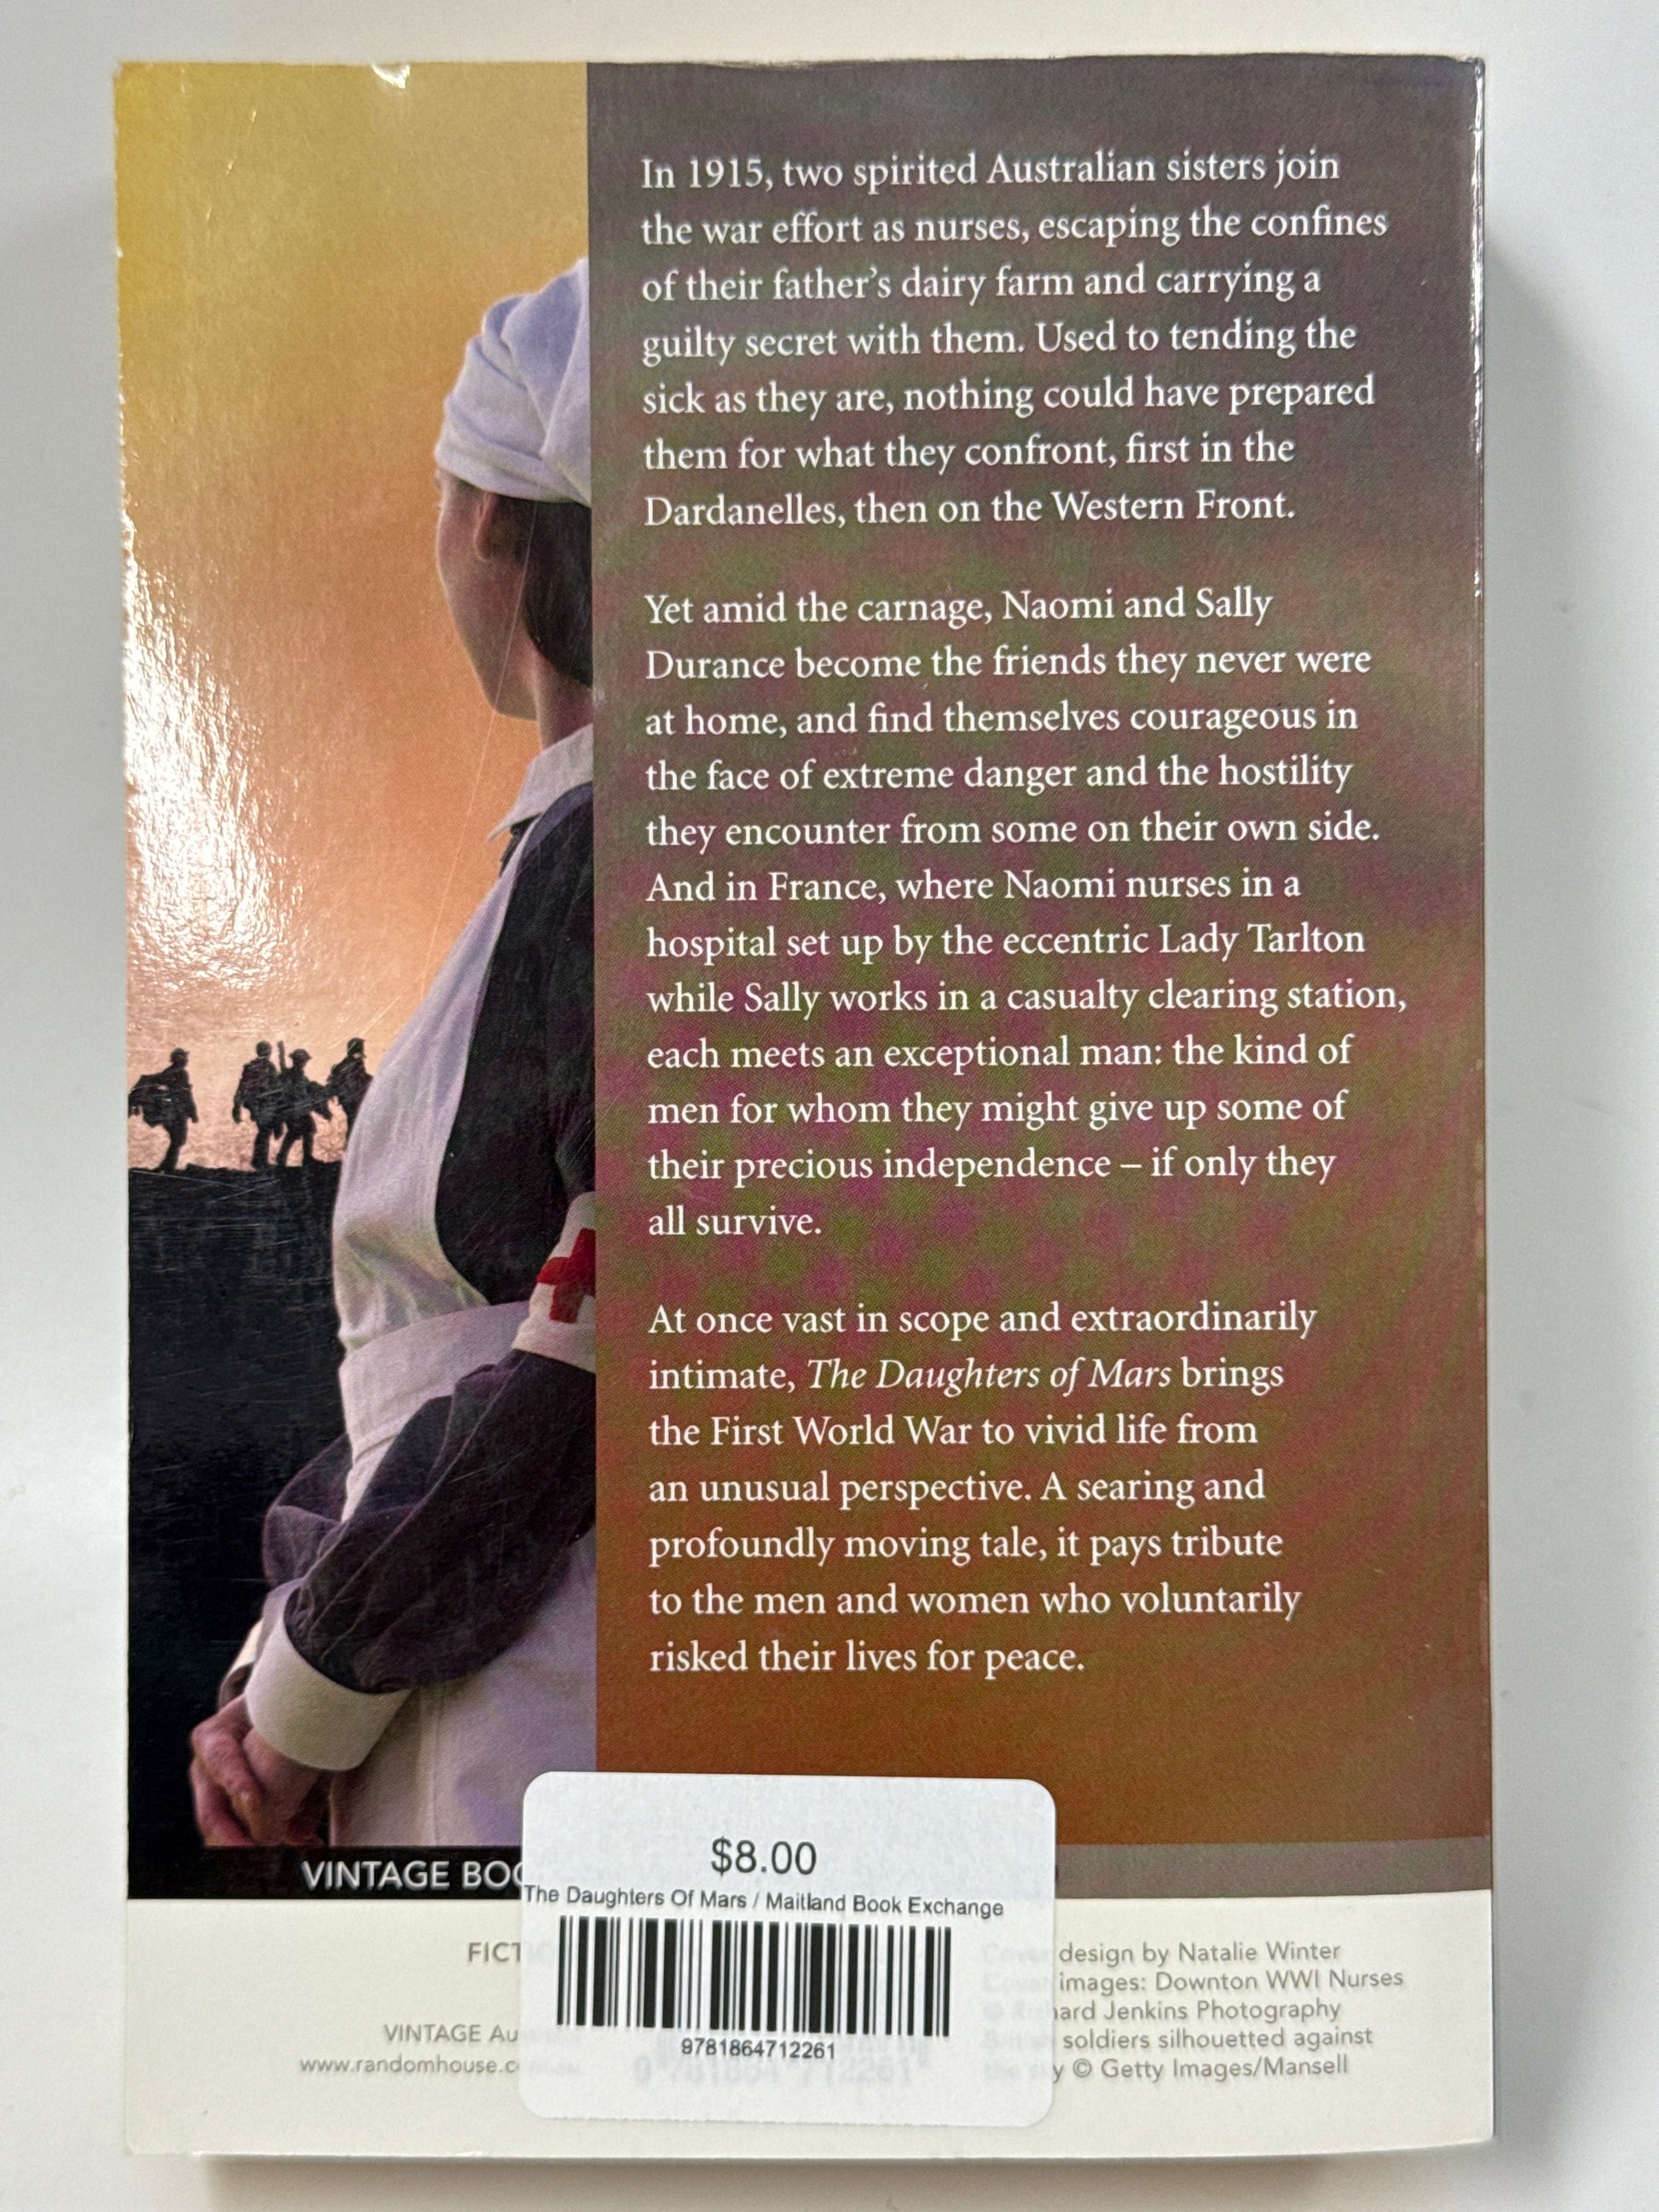 In 1915, two spirited Australian sisters join
the war effort as nurses, escaping the confines
of their father's dairy farm and carrying a
guilty secret with them. Used to tending the
sick as they are, nothing could have prepared
them for what they confront, first in the
Dardanelles, then on the Western Front.
Yet amid the carnage, Naomi and Sally
Durance become the friends they never were
at home, and find themselves courageous in
the face of extreme danger and the hostility
they encounter from some on their own side.
And in France, where Naomi nurses in a
hospital set up by the eccentric Lady Tarlton
while Sally works in a casualty clearing station,
each meets an exceptional man: the kind of
men for whom they might give up some of
their precious independence – if only they
all survive.
At once vast in scope and extraordinarily
intimate, The Daughters of Mars brings
the First World War to vivid life from
an unusual perspective. A searing and
profoundly moving tale, it pays tribute
to the men and women who voluntarily
risked their lives for peace.
VINTAGE
$8.00
The Daughters Of Mars / Maitland Book Exchange
9781864712261
VINTAGE
www.randomhouse.c
design by Natalie Winter
images: Downton WWI Nurses
Jenkins Photography
soldiers silhouetted against
© Getty Images/Mansell